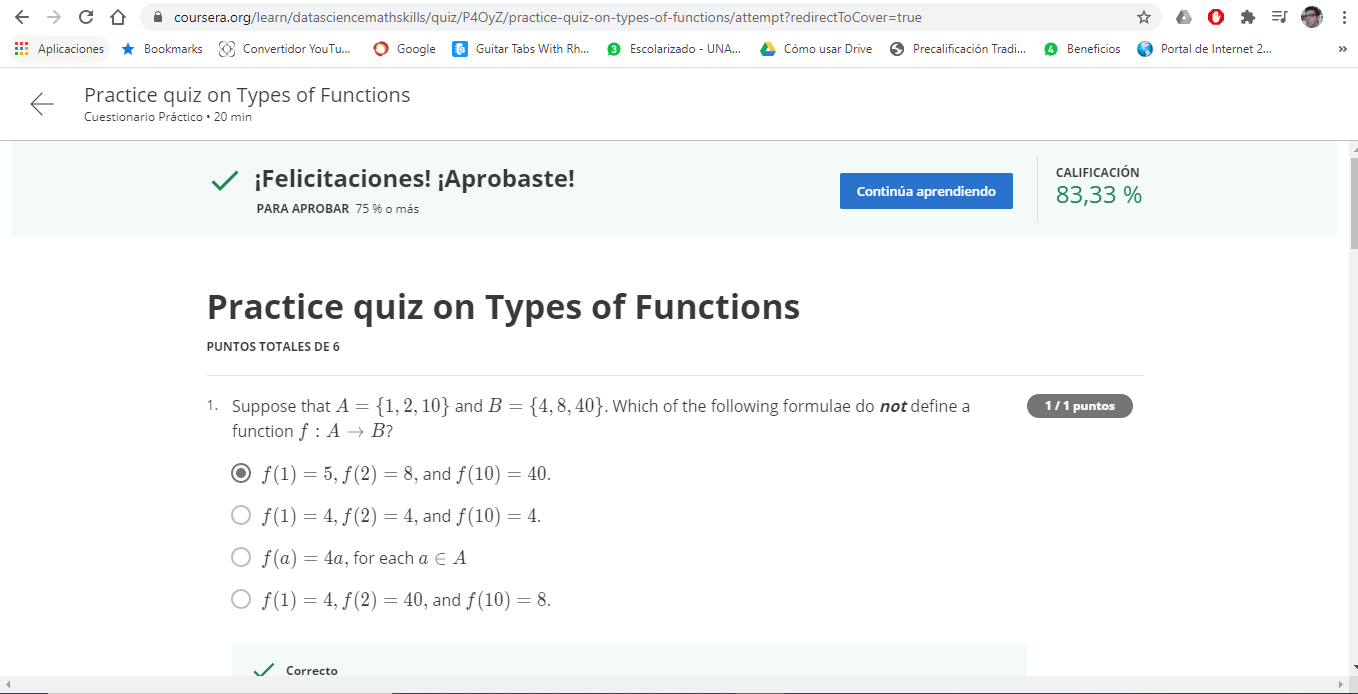 coursera.org/learn/datasciencemathskills/quiz/P4OyZ/practice-quiz-on-types-of-functions/attempt?redirectToCover=true
Aplicaciones Bookmarks Convertidor YouTu... Google Guitar Tabs With Rh... 3 Escolarizado - UNA... Cómo usar Drive Precalificación Tradi... 4 Beneficios Portal de Internet 2... »
Practice quiz on Types of Functions
Cuestionario Práctico • 20 min
¡Felicitaciones! ¡Aprobaste!
PARA APROBAR 75 % o más
Continúa aprendiendo
CALIFICACIÓN
83,33 %
Practice quiz on Types of Functions
PUNTOS TOTALES DE 6
1. Suppose that A = {1, 2, 10} and B = {4, 8, 40}. Which of the following formulae do not define a
function f : A → B?
1 / 1 puntos
f(1) = 5, f(2) = 8, and f(10) = 40.
f(1) = 4, f(2) = 4, and f(10) = 4.
f(a) = 4a, for each a ∈ A
f(1) = 4, f(2) = 40, and f(10) = 8.
Correcto